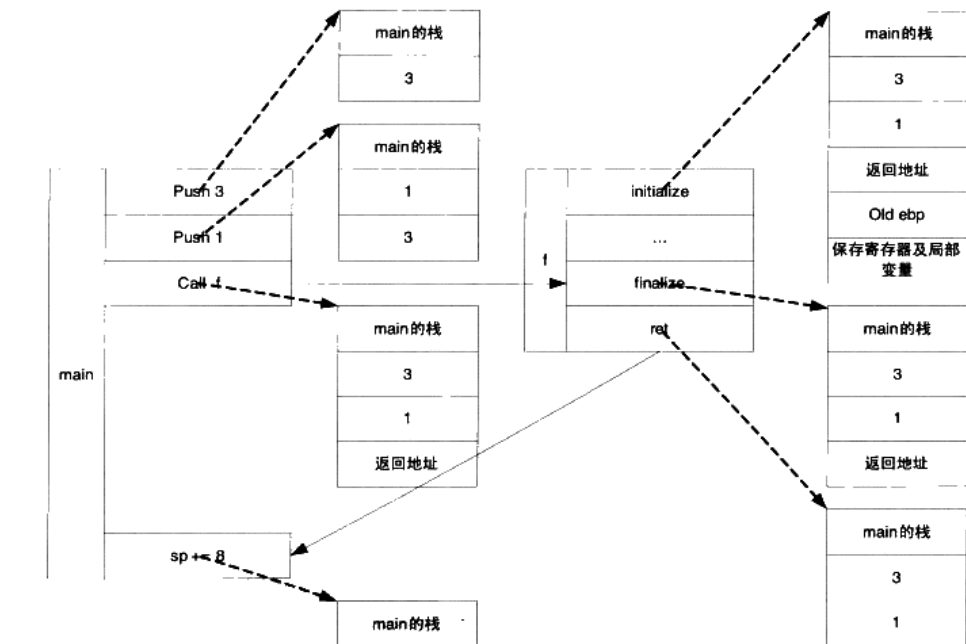 main的栈
3
main的栈
1
3
Push 3
Push 1
Call f
main
main的栈
3
1
返回地址
sp += 8
main的栈
f
initialize
...
finalize
ret
main的栈
3
1
返回地址
Old ebp
保存寄存器及局部
变量
main的栈
3
1
返回地址
main的栈
3
1